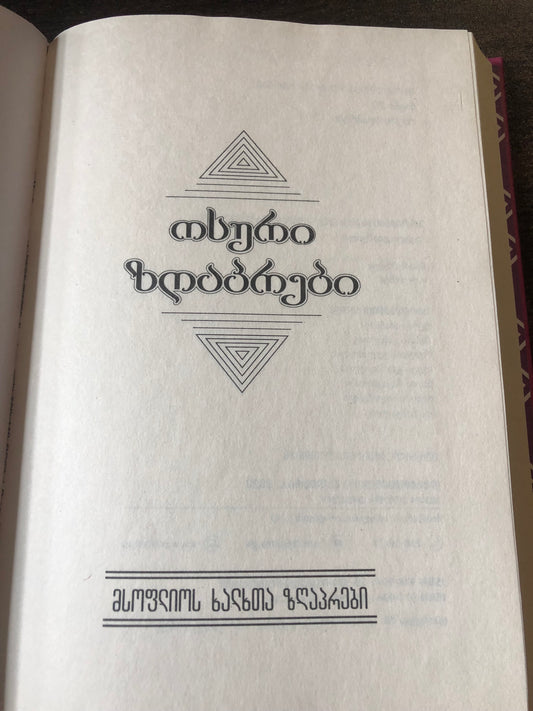 ოსური
ზღაპრები
მსოფლიოს ხალხთა ზღაპრები